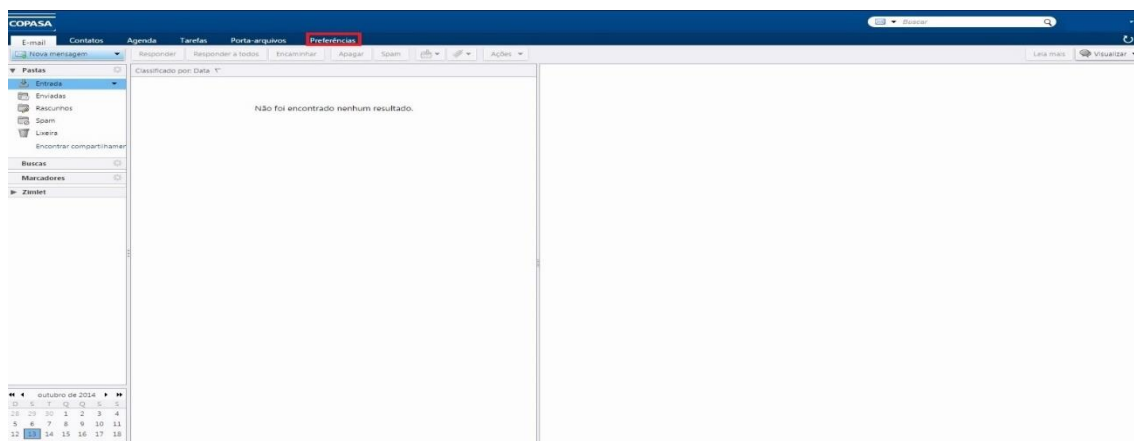 COPASA
Buscar
E-mail Contatos Agenda Tarefas Porta-arquivos Preferências
Nova mensagem Responder Responder a todos Encaminhar Apagar Spam Ações Leia mais Visualizar
Pastas
Classificado por: Data
Entrada
Enviadas
Rascunhos
Não foi encontrado nenhum resultado.
Spam
Lixeira
Encontrar compartilhamen
Buscas
Marcadores
Zimlet
outubro de 2014
D S T Q Q S S
28 29 30 1 2 3 4
5 6 7 8 9 10 11
12 13 14 15 16 17 18